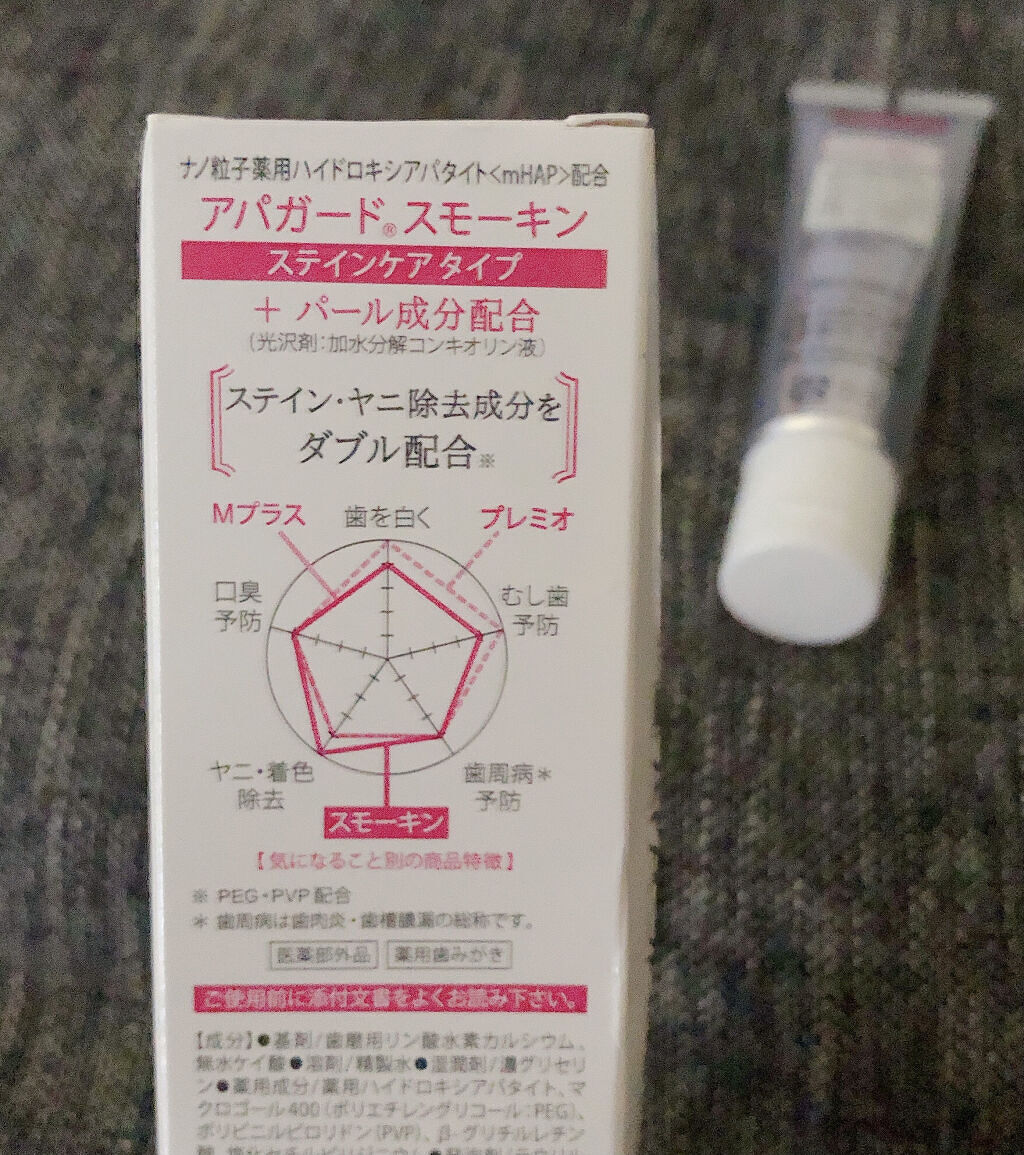 ナノ粒子薬用ハイドロキシアパタイト<mHAP>配合
アパガード®スモーキン
ステインケアタイプ
＋ パール成分配合
(光沢剤:加水分解コンキオリン液)
ステイン・ヤニ除去成分を
ダブル配合※
Mプラス 歯を白く プレミオ
口臭
予防
むし歯
予防
ヤニ・着色
除去
歯周病＊
予防
スモーキン
【気になること別の商品特徴】
※ PEG・PVP 配合
＊ 歯周病は歯肉炎・歯槽膿漏の総称です。
医薬部外品 薬用歯みがき
ご使用前に添付文書をよくお読み下さい。
【成分】●基剤/歯磨用リン酸水素カルシウム、
無水ケイ酸●溶剤/精製水●湿潤剤/濃グリセリ
ン●薬用成分/薬用ハイドロキシアパタイト、マ
クロゴール400(ポリエチレングリコール:PEG)、
ポリビニルピロリドン(PVP)、β-グリチルレチン